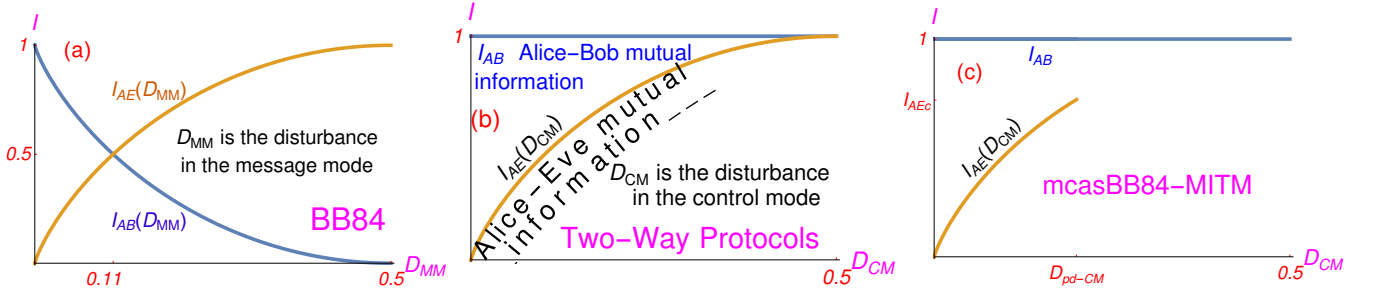 I
1
(a)
I_AE(D_MM)
D_MM is the disturbance
in the message mode
0.5
I_AB(D_MM)
BB84
0.11
0.5
D_MM
I
1
I_AB Alice−Bob mutual
information
(b)
I_AE(D_CM)
Alice−Eve mutual
information
D_CM is the disturbance
in the control mode
Two−Way Protocols
0.5
D_CM
I
1
I_AB
(c)
I_AEc
I_AE(D_CM)
mcasBB84−MITM
D_pd−CM
0.5
D_CM